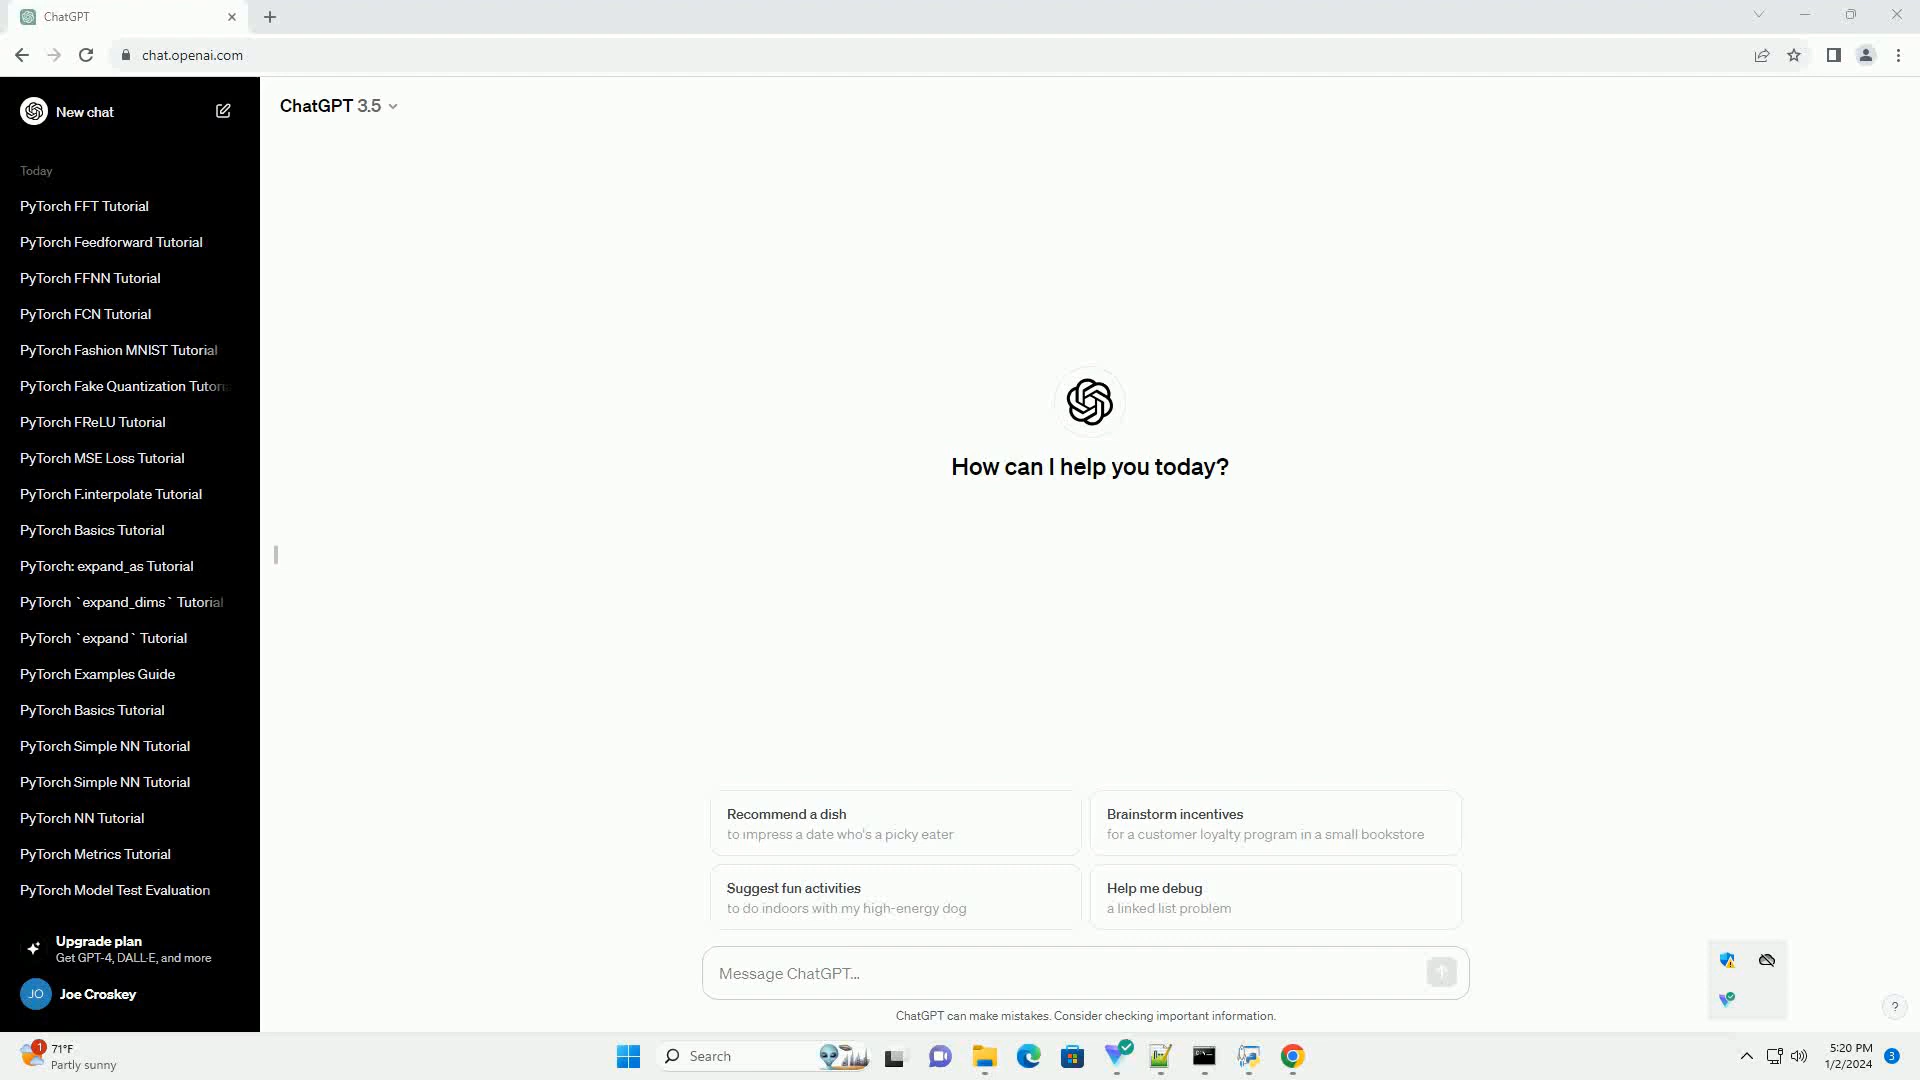 ChatGPT
chat.openai.com
New chat
ChatGPT 3.5
Today
PyTorch FFT Tutorial
PyTorch Feedforward Tutorial
PyTorch FFNN Tutorial
PyTorch FCN Tutorial
PyTorch Fashion MNIST Tutorial
PyTorch Fake Quantization Tutoria
PyTorch FReLU Tutorial
PyTorch MSE Loss Tutorial
PyTorch F.interpolate Tutorial
PyTorch Basics Tutorial
PyTorch: expand_as Tutorial
PyTorch `expand_dims` Tutorial
PyTorch `expand` Tutorial
PyTorch Examples Guide
PyTorch Basics Tutorial
PyTorch Simple NN Tutorial
PyTorch Simple NN Tutorial
PyTorch NN Tutorial
PyTorch Metrics Tutorial
PyTorch Model Test Evaluation
Upgrade plan
Get GPT-4, DALL·E, and more
JO
Joe Croskey
How can I help you today?
Recommend a dish
to impress a date who's a picky eater
Brainstorm incentives
for a customer loyalty program in a small bookstore
Suggest fun activities
to do indoors with my high-energy dog
Help me debug
a linked list problem
Message ChatGPT...
ChatGPT can make mistakes. Consider checking important information.
?
1
71°F
Partly sunny
Search
5:20 PM
1/2/2024
3